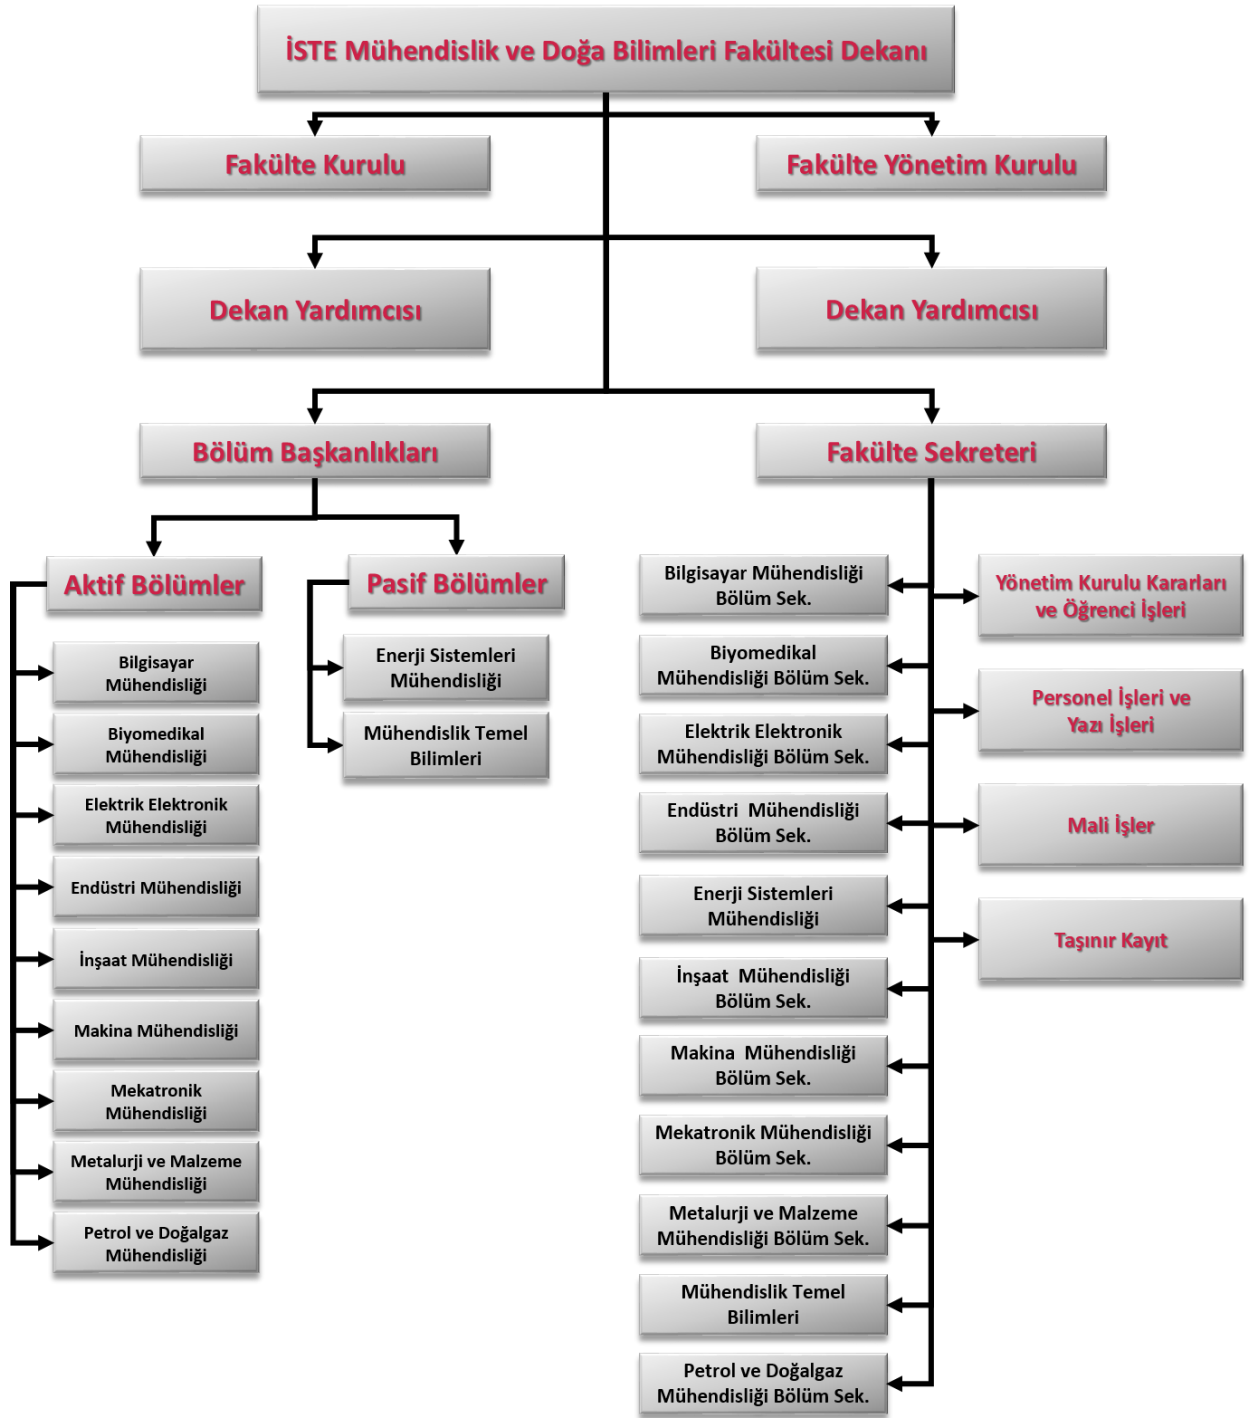 İSTE Mühendislik ve Doğa Bilimleri Fakültesi Dekanı
Fakülte Kurulu
Fakülte Yönetim Kurulu
Dekan Yardımcısı
Dekan Yardımcısı
Bölüm Başkanlıkları
Fakülte Sekreteri
Aktif Bölümler
Bilgisayar
Mühendisliği
Biyomedikal
Mühendisliği
Elektrik Elektronik
Mühendisliği
Endüstri Mühendisliği
İnşaat Mühendisliği
Makina Mühendisliği
Mekatronik
Mühendisliği
Metalurji ve Malzeme
Mühendisliği
Petrol ve Doğalgaz
Mühendisliği
Pasif Bölümler
Enerji Sistemleri
Mühendisliği
Mühendislik Temel
Bilimleri
Bilgisayar Mühendisliği
Bölüm Sek.
Biyomedikal
Mühendisliği Bölüm Sek.
Elektrik Elektronik
Mühendisliği Bölüm Sek.
Endüstri  Mühendisliği
Bölüm Sek.
Enerji Sistemleri
Mühendisliği
İnşaat  Mühendisliği
Bölüm Sek.
Makina  Mühendisliği
Bölüm Sek.
Mekatronik Mühendisliği
Bölüm Sek.
Metalurji ve Malzeme
Mühendisliği Bölüm Sek.
Mühendislik Temel
Bilimleri
Petrol ve Doğalgaz
Mühendisliği Bölüm Sek.
Yönetim Kurulu Kararları
ve Öğrenci İşleri
Personel İşleri ve
Yazı İşleri
Mali İşler
Taşınır Kayıt